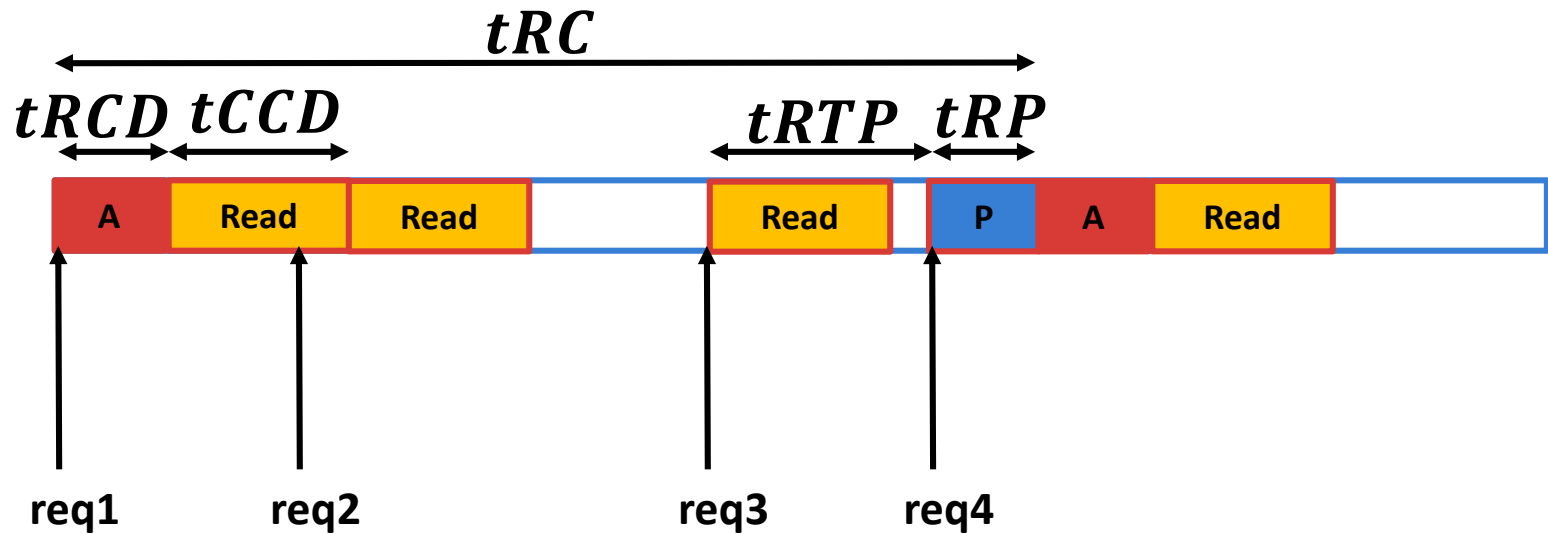 tRC
tRCD tCCD tRTP tRP
A Read Read Read P A Read
req1 req2 req3 req4